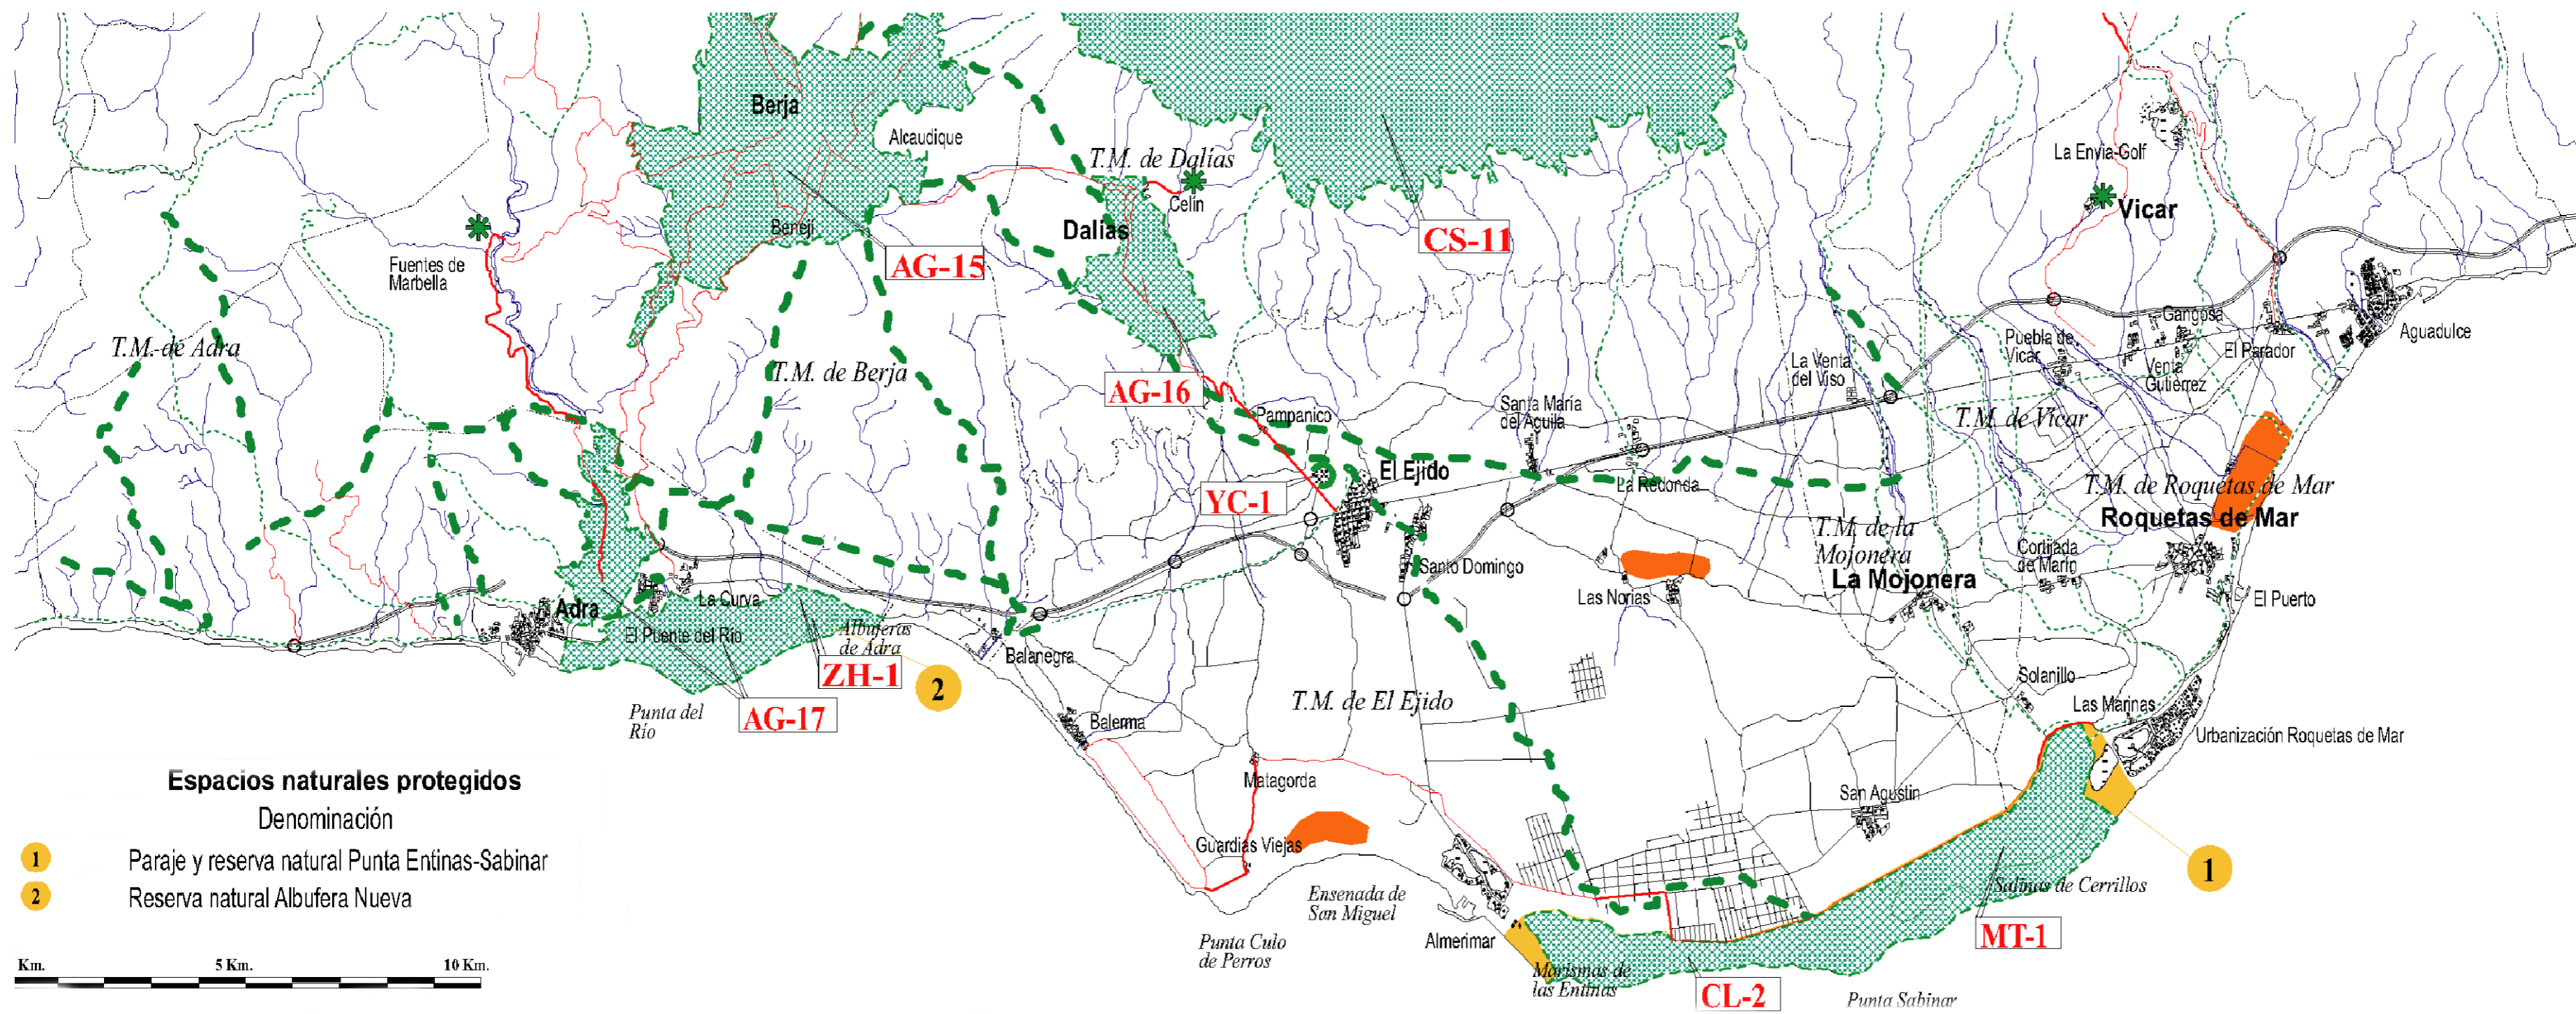 Berja
Alcaudique
T.M. de Dalías
La Envia-Golf
Celín
Vicar
Fuentes de
Marbella
Benejí
Dalias
CS-11
AG-15
T.M. de Adra
T.M. de Berja
Gangosa
Puebla de
Vicar
El Parador
Aguadulce
La Venta
del Viso
Venta
Gutiérrez
AG-16
Pampanico
Santa María
del Aguila
T.M. de Vícar
El Ejido
La Redonda
YC-1
T.M. de Roquetas de Mar
Roquetas de Mar
T.M. de la
Mojonera
La Mojonera
Cortijada
de Marín
Santo Domingo
Las Norias
El Puerto
Adra
La Curva
El Puente del Río
Albuferas
de Adra
Balanegra
ZH-1
2
AG-17
Punta del
Río
T.M. de El Ejido
Solanillo
Las Marinas
Balerma
Urbanización Roquetas de Mar
Matagorda
San Agustin
Guardias Viejas
Ensenada de
San Miguel
Salinas de Cerrillos
1
Punta Culo
de Perros
Almerimar
MT-1
Marismas de
las Entinas
CL-2
Punta Sabinar
Espacios naturales protegidos
Denominación
1 Paraje y reserva natural Punta Entinas-Sabinar
2 Reserva natural Albufera Nueva
Km. 5 Km. 10 Km.